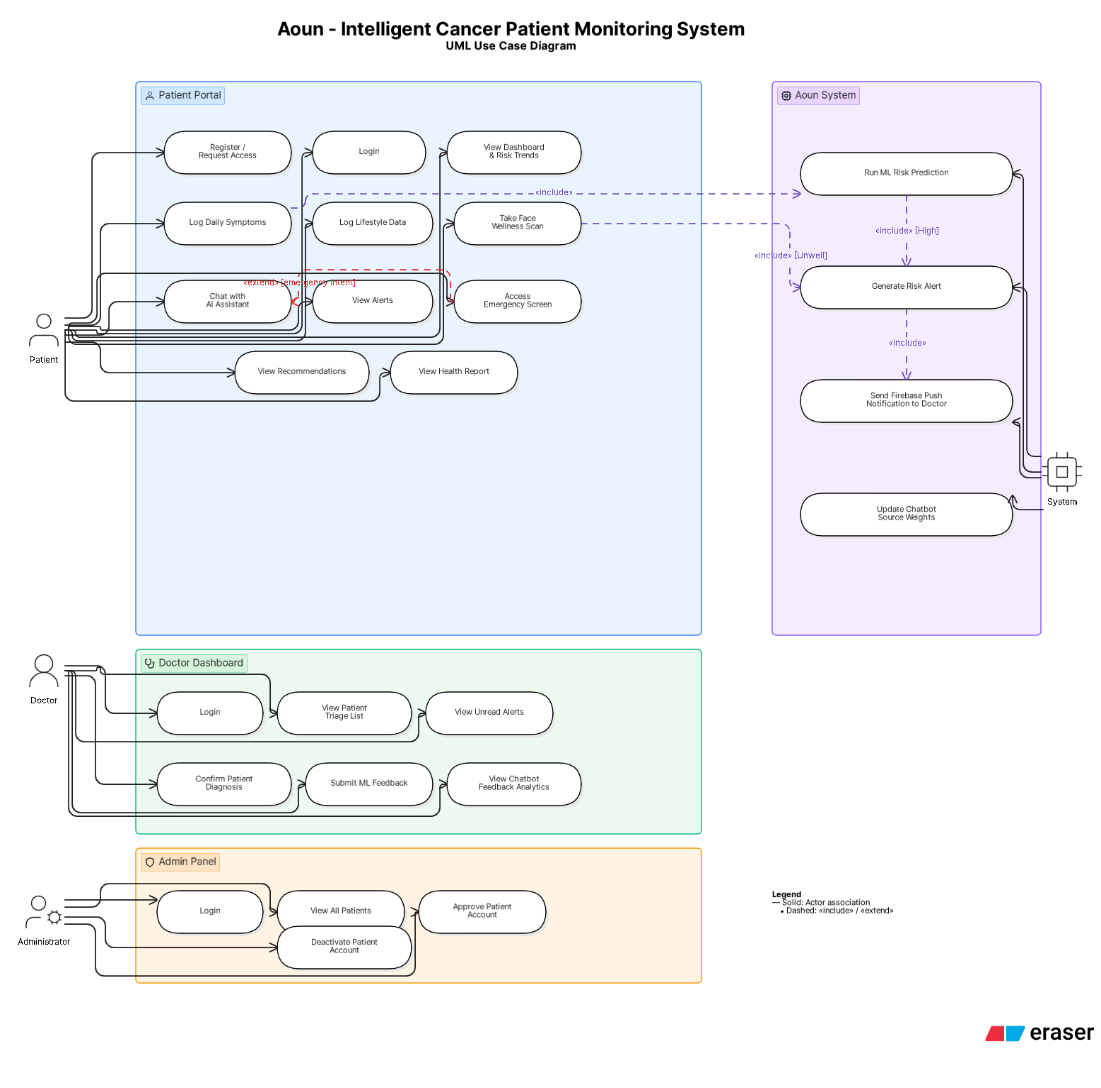 Aoun - Intelligent Cancer Patient Monitoring System
UML Use Case Diagram
Patient Portal
Aoun System
Register /
Request Access
Login
View Dashboard
& Risk Trends
Run ML Risk Prediction
«include»
Log Daily Symptoms
Log Lifestyle Data
Take Face
Wellness Scan
«include» [High]
«include» [Unwell]
«extend» [emergency intent]
Chat with
AI Assistant
View Alerts
Access
Emergency Screen
Generate Risk Alert
Patient
«include»
View Recommendations
View Health Report
Send Firebase Push
Notification to Doctor
System
Update Chatbot
Source Weights
Doctor Dashboard
Doctor
Login
View Patient
Triage List
View Unread Alerts
Confirm Patient
Diagnosis
Submit ML Feedback
View Chatbot
Feedback Analytics
Admin Panel
Administrator
Login
View All Patients
Approve Patient
Account
Deactivate Patient
Account
Legend
— Solid: Actor association
• Dashed: «include» / «extend»
eraser